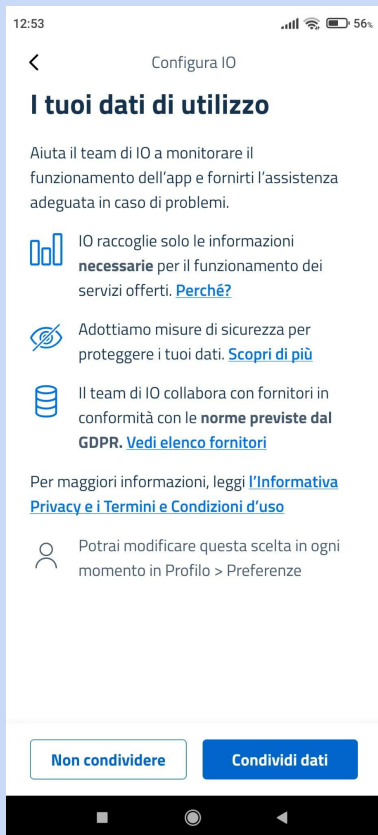 12:53
56%
Configura IO
I tuoi dati di utilizzo
Aiuta il team di IO a monitorare il
funzionamento dell'app e fornirti l'assistenza
adeguata in caso di problemi.
IO raccoglie solo le informazioni
necessarie per il funzionamento dei
servizi offerti. Perché?
Adottiamo misure di sicurezza per
proteggere i tuoi dati. Scopri di più
Il team di IO collabora con fornitori in
conformità con le norme previste dal
GDPR. Vedi elenco fornitori
Per maggiori informazioni, leggi l'Informativa
Privacy e i Termini e Condizioni d'uso
Potrai modificare questa scelta in ogni
momento in Profilo > Preferenze
Non condividere
Condividi dati